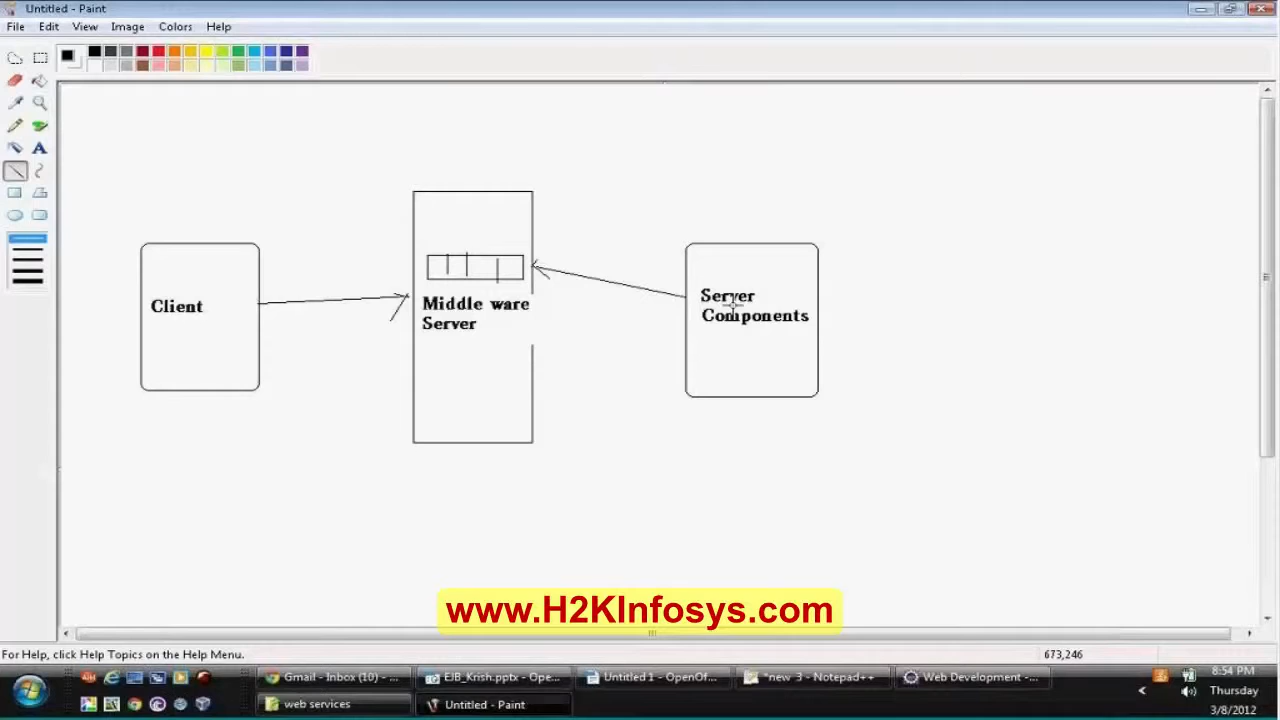 Untitled - Paint
File Edit View Image Colors Help
Client
Middle ware
Server
Server
Components
www.H2KInfosys.com
For Help, click Help Topics on the Help Menu.
673,246
Gmail - Inbox (10) - ...
EJB_Krish.pptx - Ope...
Untitled 1 - OpenOf...
*new 3 - Notepad++
Web Development -...
8:54 PM
Thursday
web services
Untitled - Paint
3/8/2012